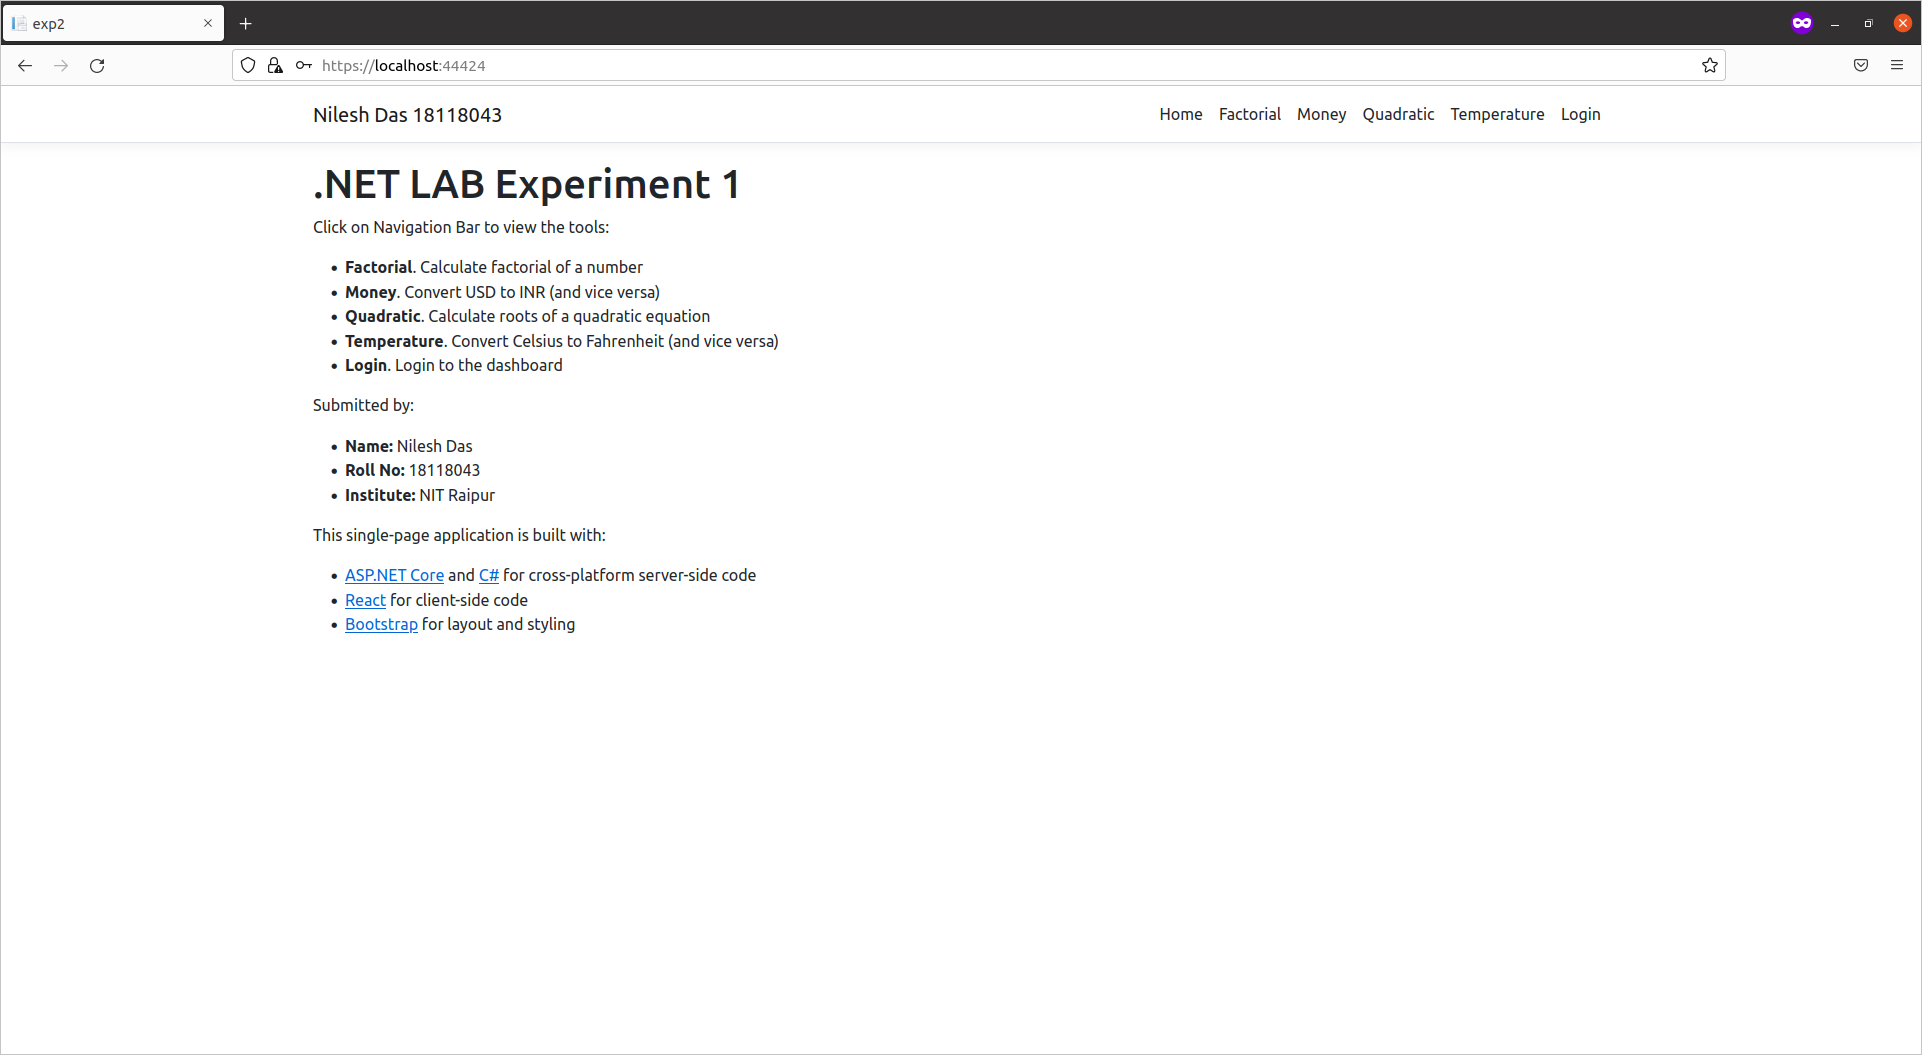 exp2
https://localhost:44424
Nilesh Das 18118043
Home Factorial Money Quadratic Temperature Login
.NET LAB Experiment 1
Click on Navigation Bar to view the tools:
Factorial. Calculate factorial of a number
Money. Convert USD to INR (and vice versa)
Quadratic. Calculate roots of a quadratic equation
Temperature. Convert Celsius to Fahrenheit (and vice versa)
Login. Login to the dashboard
Submitted by:
Name: Nilesh Das
Roll No: 18118043
Institute: NIT Raipur
This single-page application is built with:
ASP.NET Core and C# for cross-platform server-side code
React for client-side code
Bootstrap for layout and styling